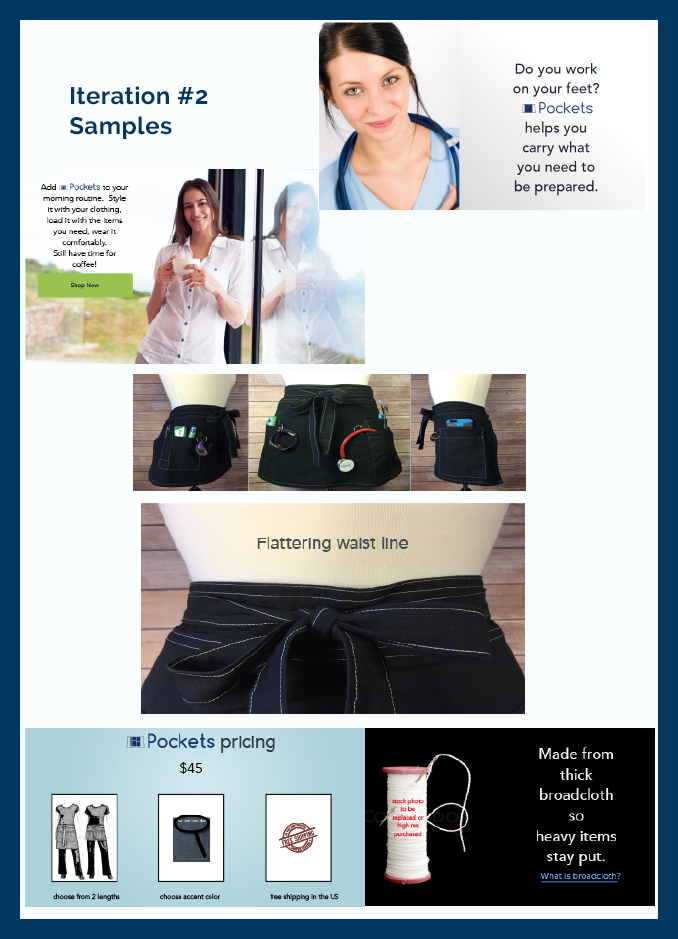 Iteration #2
Samples
Do you work
on your feet?
Pockets
helps you
carry what
you need to
be prepared.
Add Pockets to your
morning routine. Style
it with your clothing,
load it with the items
you need, wear it
comfortably.
Still have time for
coffee!
Shop Now
Flattering waist line
Pockets pricing
$45
FREE SHIPPING
choose from 2 lengths
choose accent color
free shipping in the US
stock photo
to be
replaced or
high res
purchased
Made from
thick
broadcloth
so
heavy items
stay put.
What is broadcloth?